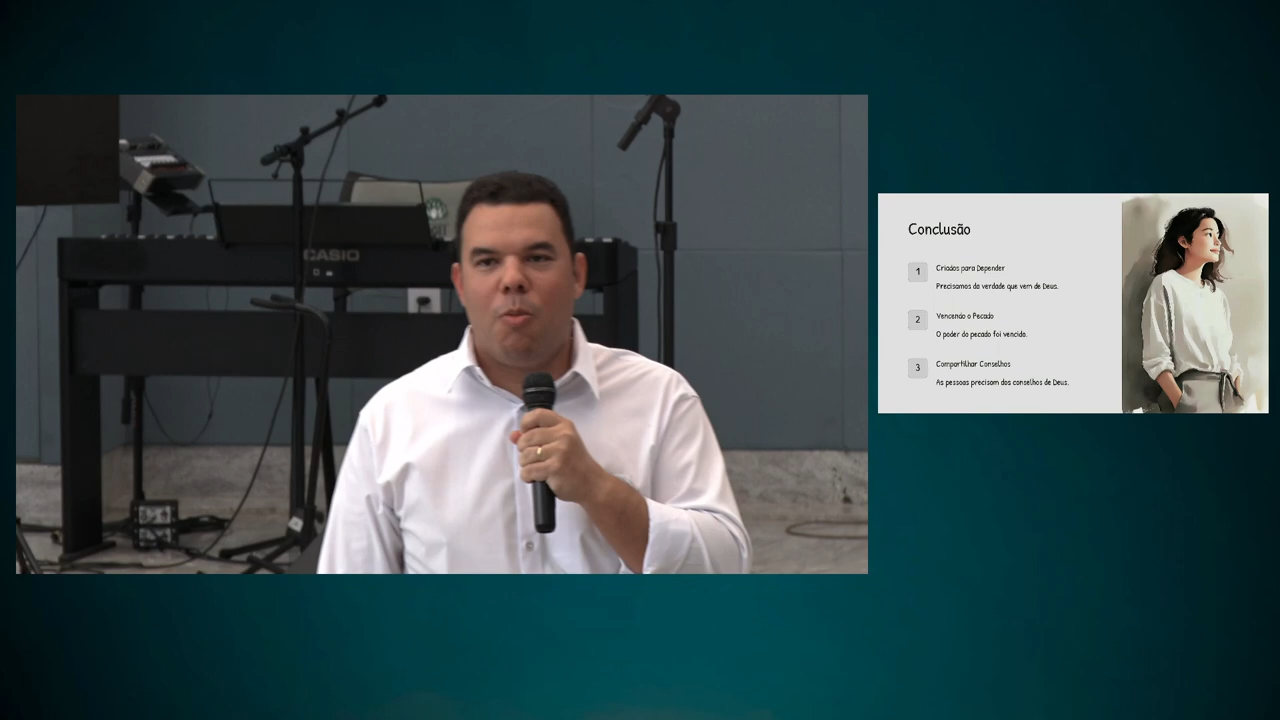 CASIO
Conclusão
1
Criados para Depender
Precisamos da verdade que vem de Deus.
2
Vencendo o Pecado
O poder do pecado foi vencido.
3
Compartilhar Conselhos
As pessoas precisam dos conselhos de Deus.